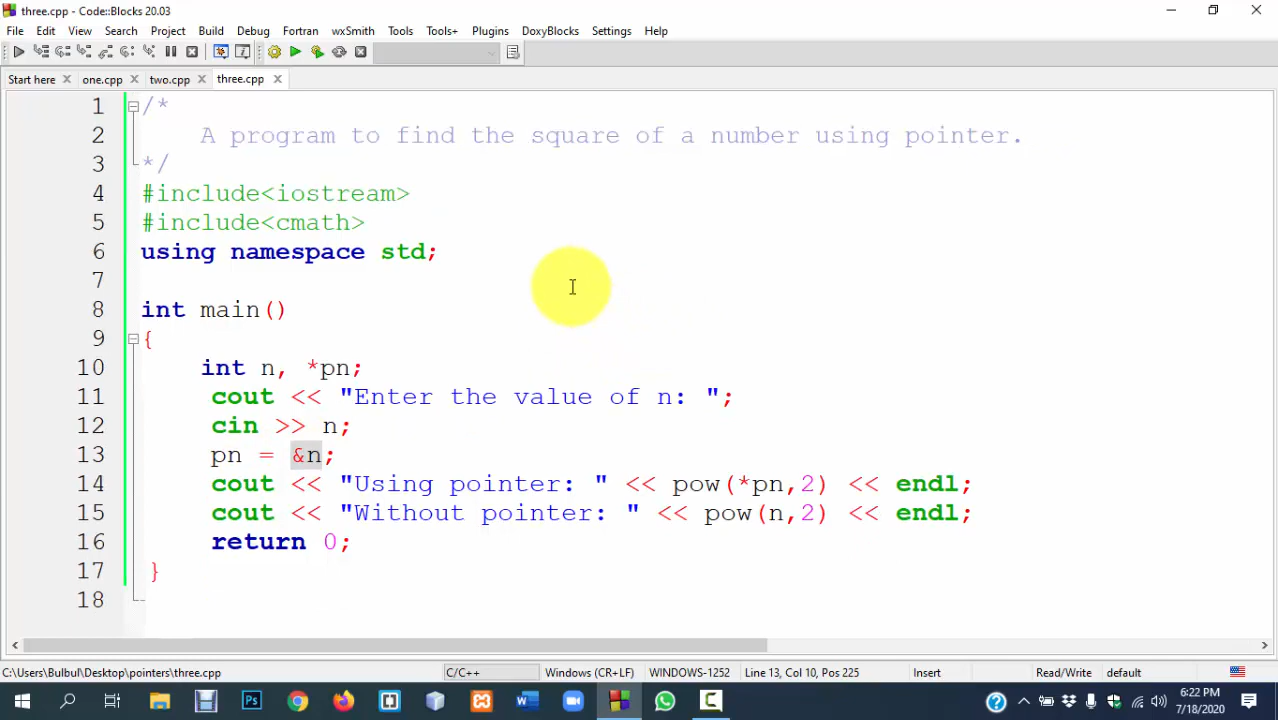 three.cpp - Code::Blocks 20.03
File Edit View Search Project Build Debug Fortran wxSmith Tools Tools+ Plugins DoxyBlocks Settings Help
Start here one.cpp two.cpp three.cpp
1 /*
2 A program to find the square of a number using pointer.
3 */
4 #include<iostream>
5 #include<cmath>
6 using namespace std;
7
8 int main()
9 {
10 int n, *pn;
11 cout << "Enter the value of n: ";
12 cin >> n;
13 pn = &n;
14 cout << "Using pointer: " << pow(*pn,2) << endl;
15 cout << "Without pointer: " << pow(n,2) << endl;
16 return 0;
17 }
18
C:\Users\Bulbul\Desktop\pointers\three.cpp C/C++ Windows (CR+LF) WINDOWS-1252 Line 13, Col 10, Pos 225 Insert Read/Write default
6:22 PM
7/18/2020